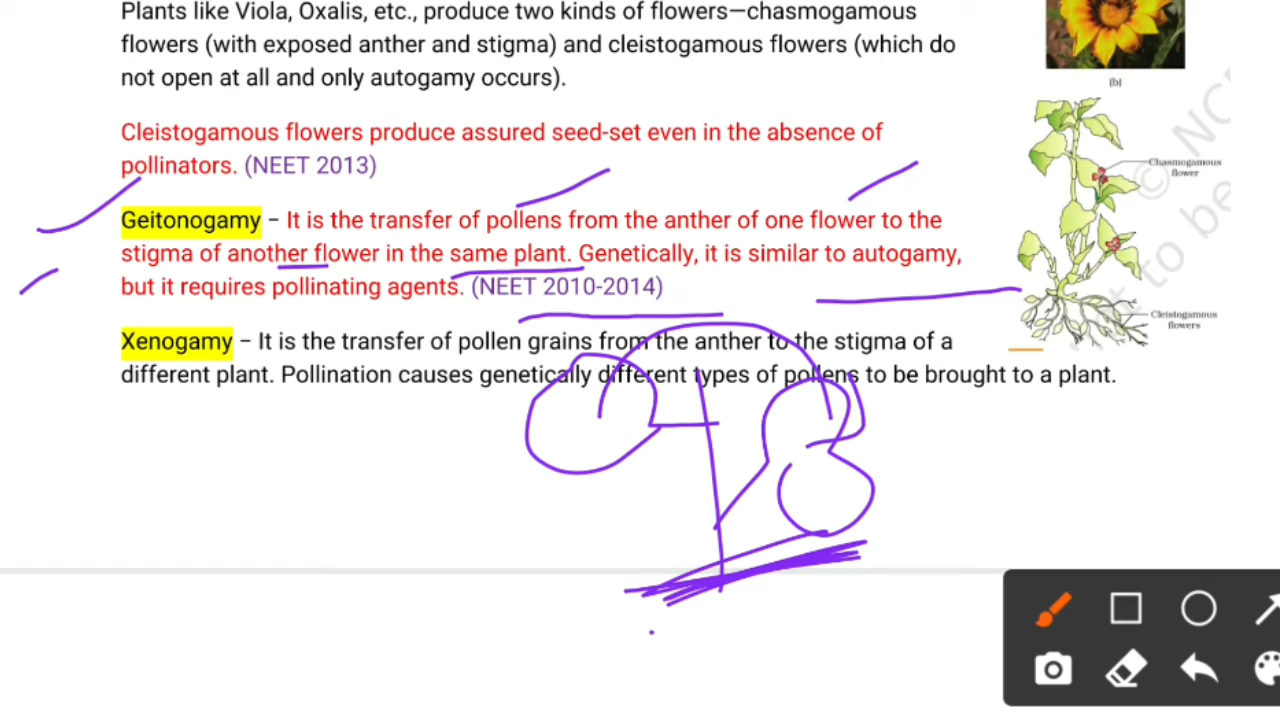 Plants like Viola, Oxalis, etc., produce two kinds of flowers—chasmogamous
flowers (with exposed anther and stigma) and cleistogamous flowers (which do
not open at all and only autogamy occurs).
(b)
Cleistogamous flowers produce assured seed-set even in the absence of
pollinators. (NEET 2013)
Chasmogamous
flower
Geitonogamy – It is the transfer of pollens from the anther of one flower to the
stigma of another flower in the same plant. Genetically, it is similar to autogamy,
but it requires pollinating agents. (NEET 2010-2014)
Cleistogamous
flowers
Xenogamy – It is the transfer of pollen grains from the anther to the stigma of a
different plant. Pollination causes genetically different types of pollens to be brought to a plant.
© NC
to be